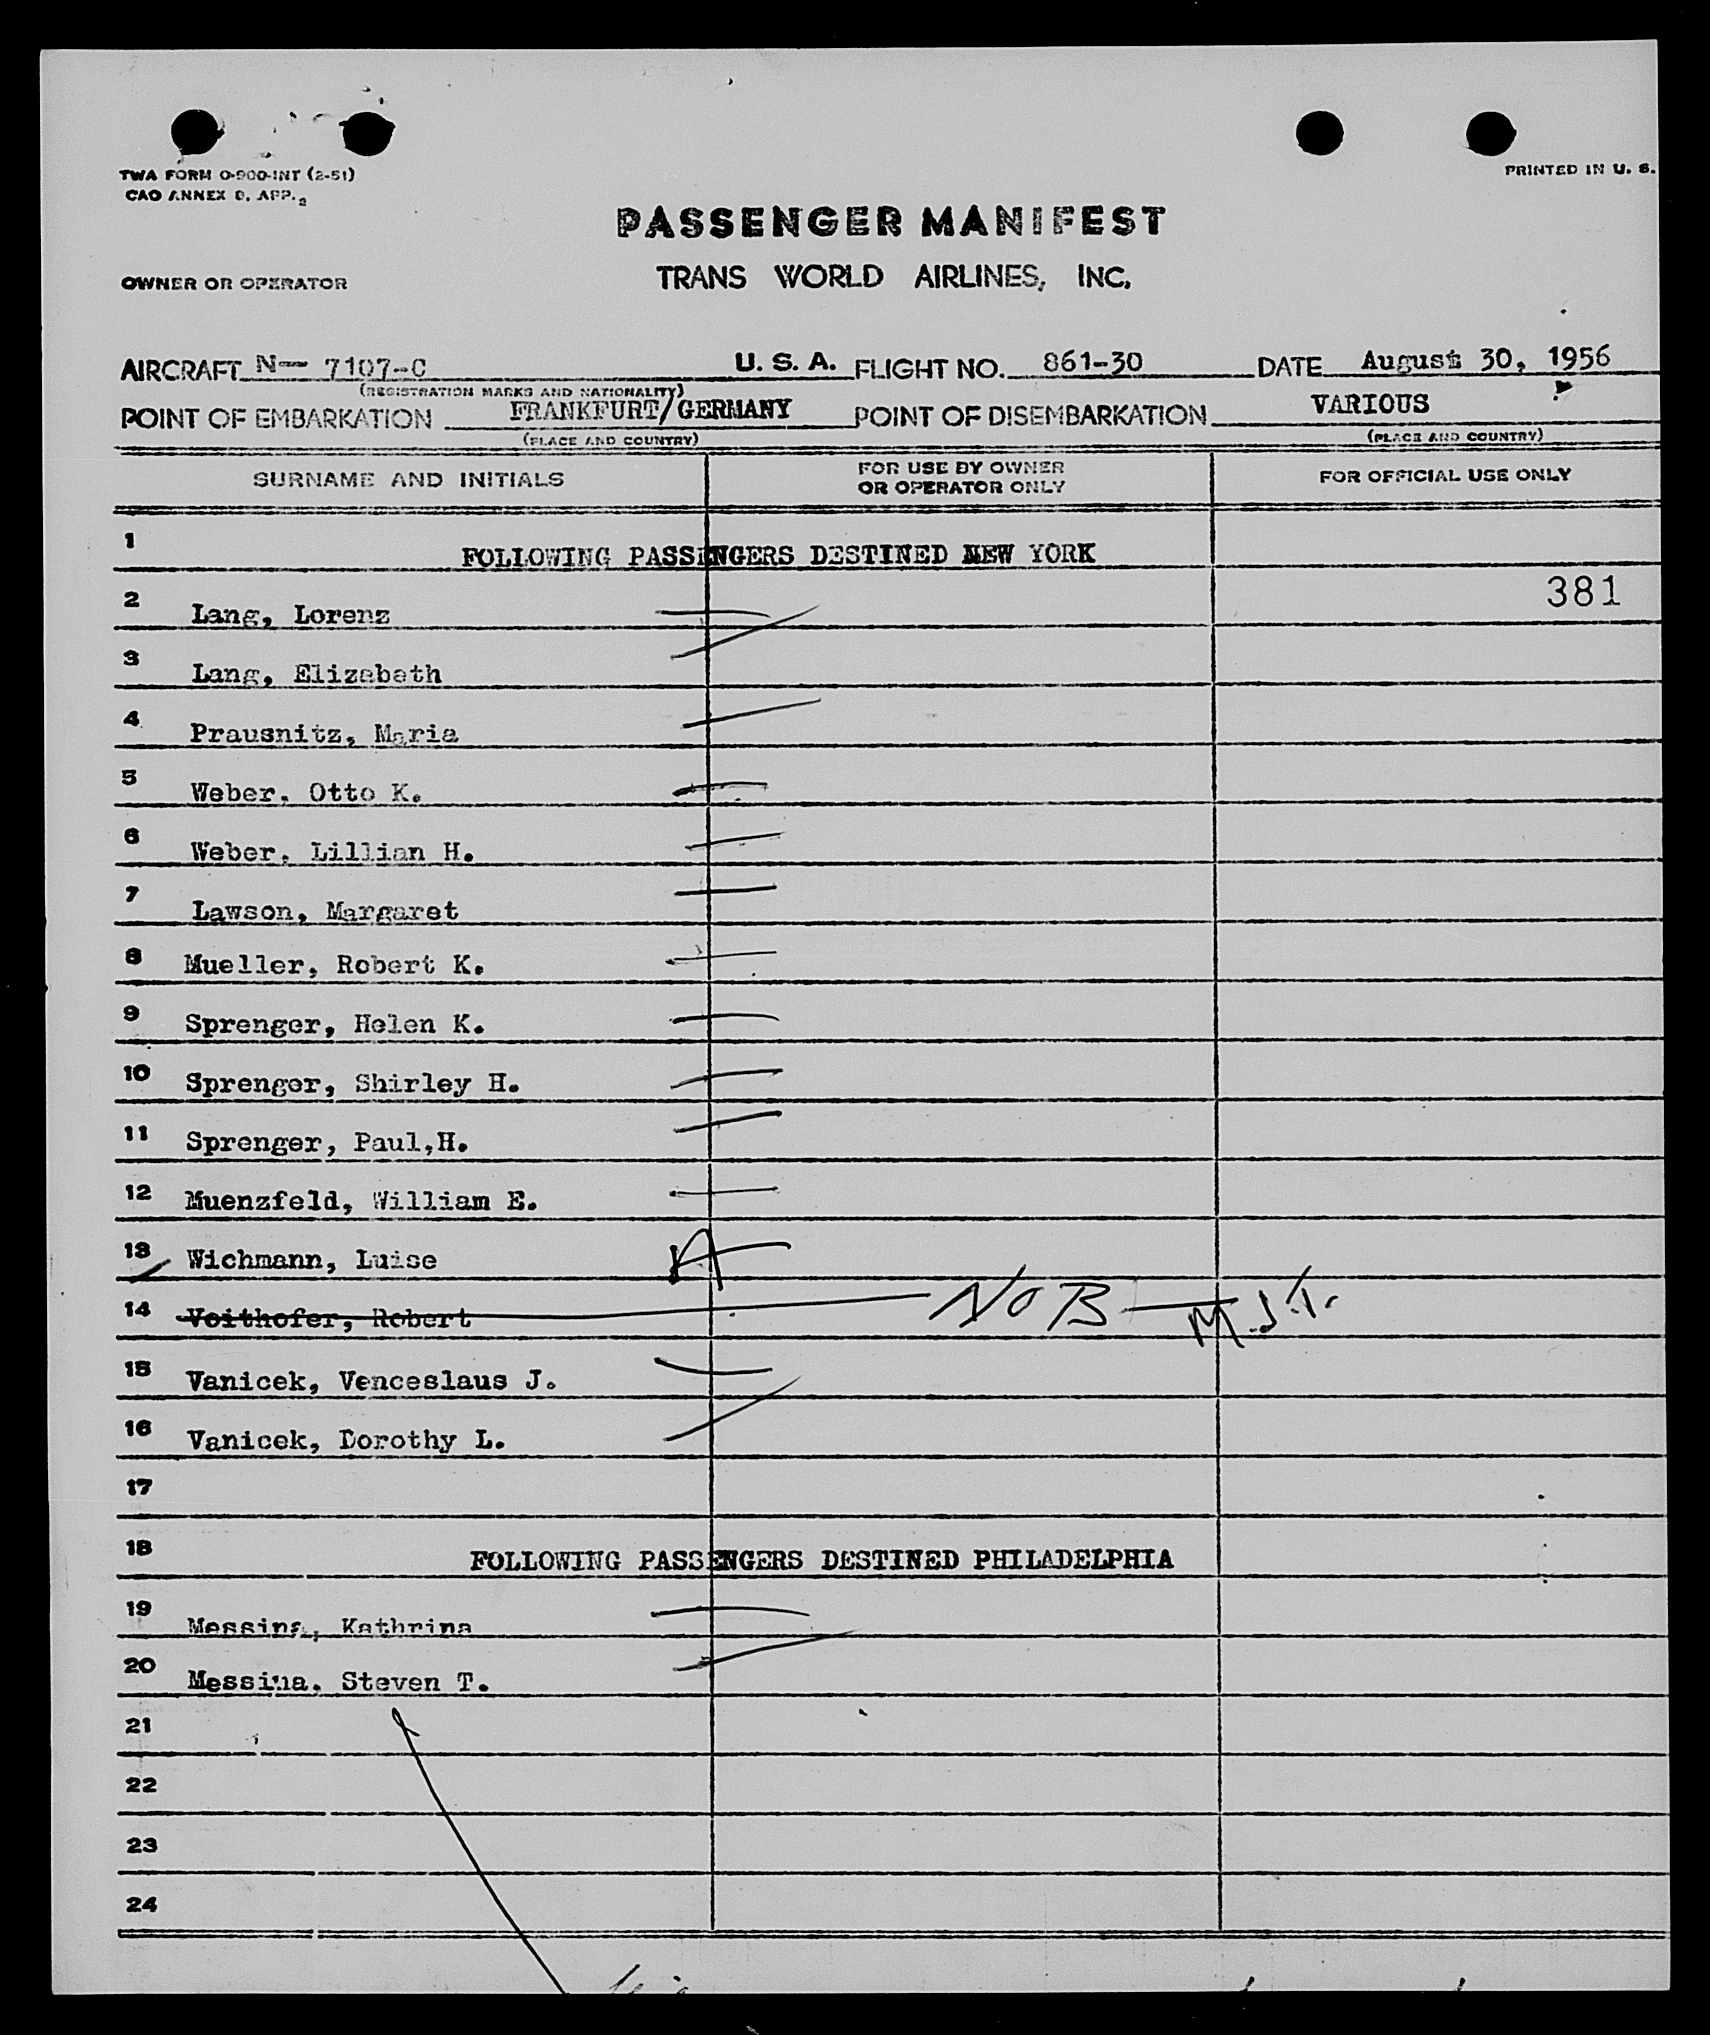 TWA FORM O-900-INT (2-51)
CAO ANNEX 9, APP. 2
PRINTED IN U. S.
PASSENGER MANIFEST
OWNER OR OPERATOR
TRANS WORLD AIRLINES, INC.
AIRCRAFT N- 7107-C U. S. A. FLIGHT NO. 861-30 DATE August 30, 1956
(REGISTRATION MARKS AND NATIONALITY)
POINT OF EMBARKATION FRANKFURT/GERMANY POINT OF DISEMBARKATION VARIOUS
(PLACE AND COUNTRY) (PLACE AND COUNTRY)
SURNAME AND INITIALS FOR USE BY OWNER OR OPERATOR ONLY FOR OFFICIAL USE ONLY
1 FOLLOWING PASSENGERS DESTINED NEW YORK
381
2 Lang, Lorenz
3 Lang, Elizabeth
4 Prausnitz, Maria
5 Weber, Otto K.
6 Weber, Lillian H.
7 Lawson, Margaret
8 Mueller, Robert K.
9 Sprenger, Helen K.
10 Sprenger, Shirley H.
11 Sprenger, Paul,H.
12 Muenzfeld, William E.
13 Wichmann, Luise A
14 Voithofer, Robert NOB
15 Vanicek, Venceslaus J.
16 Vanicek, Dorothy L.
17
18 FOLLOWING PASSENGERS DESTINED PHILADELPHIA
19 Messina, Kathrina
20 Messina, Steven T.
21
22
23
24